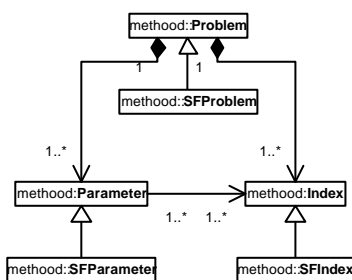 methood::Problem
1
1
methood::SFProblem
1..*
1..*
methood:Parameter
methood:Index
1..*
1..*
methood::SFParameter
methood::SFIndex